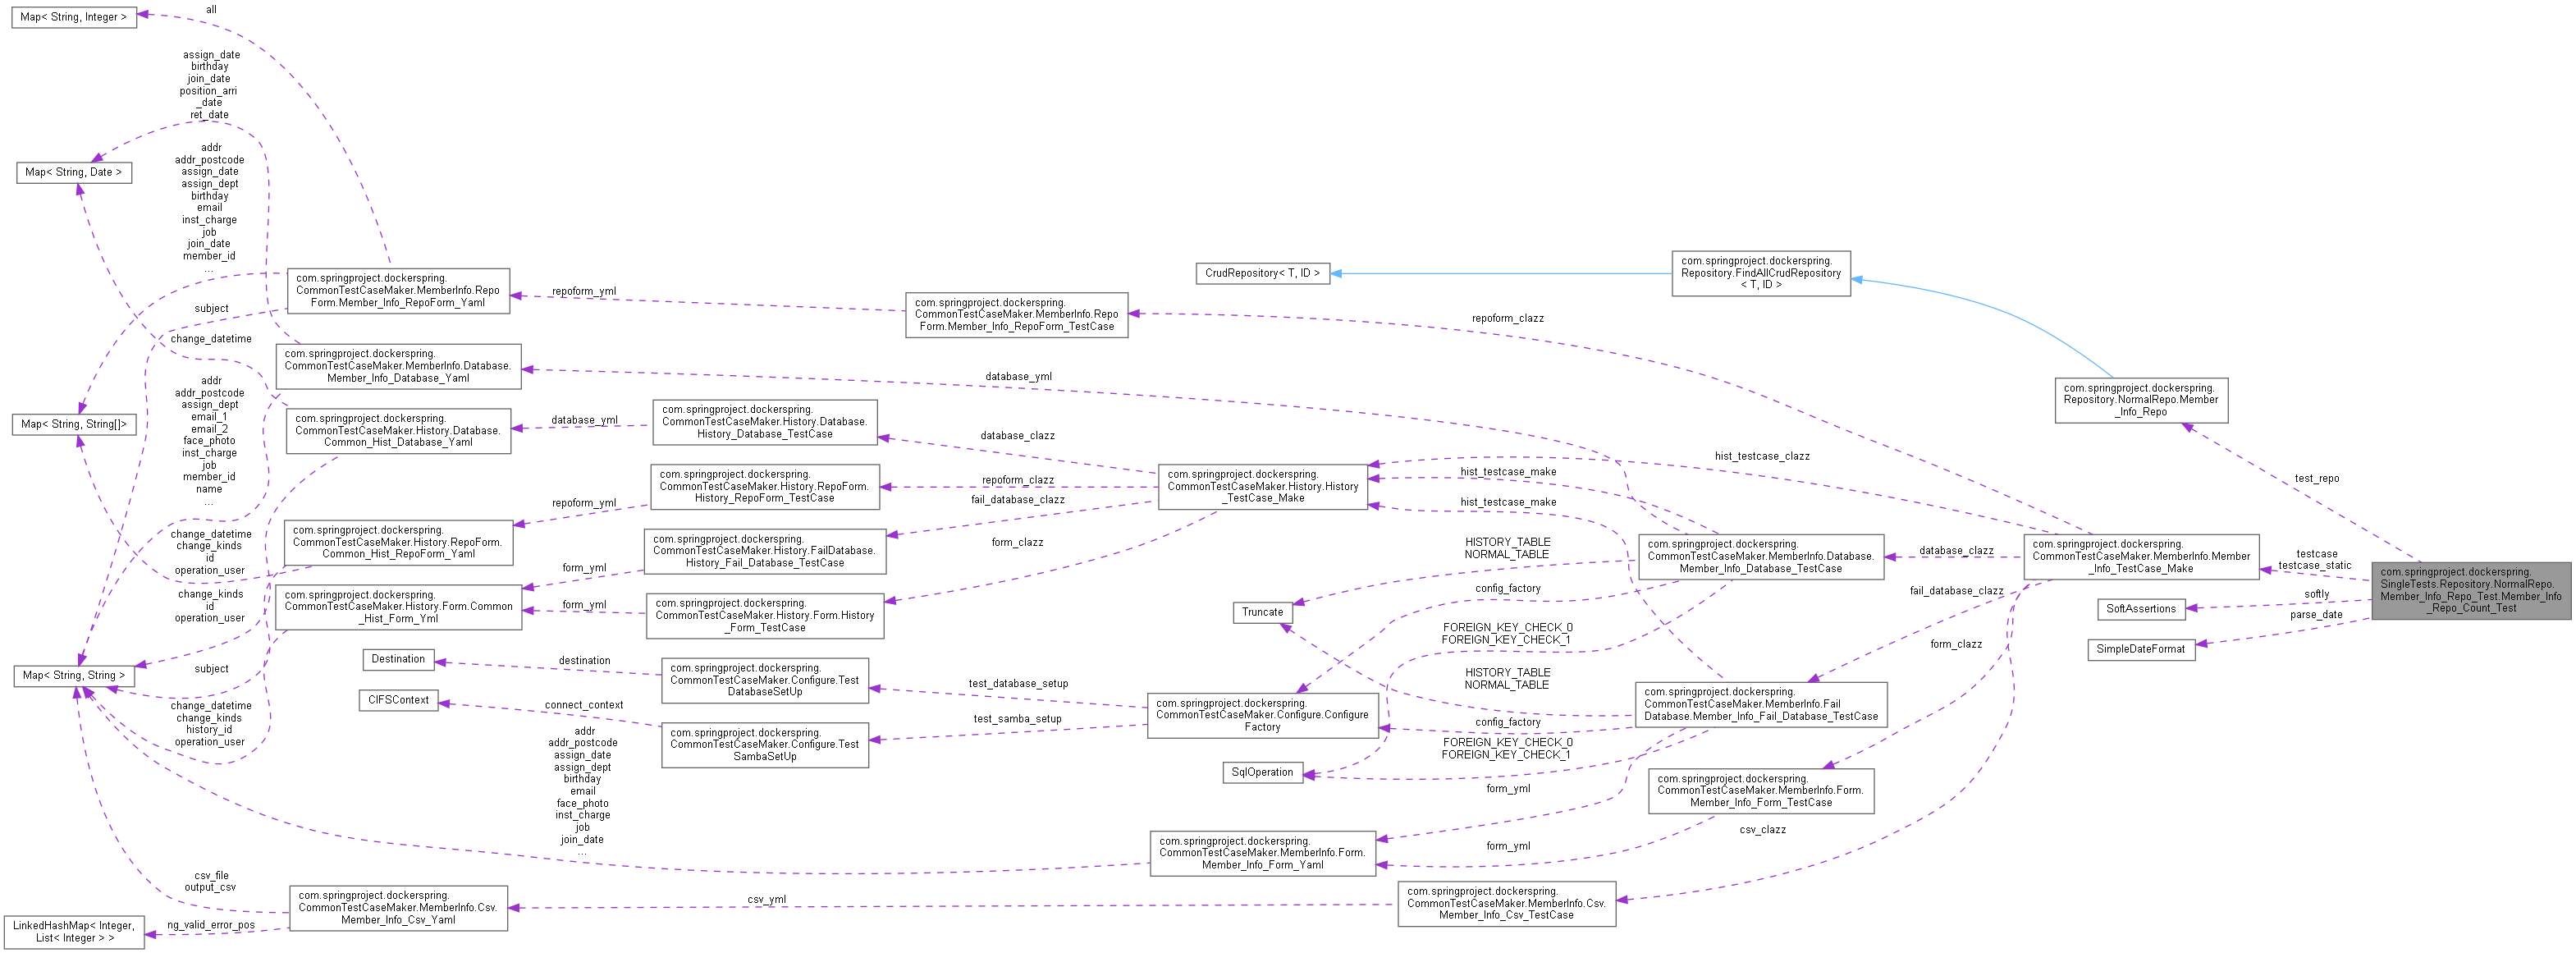 Map< String, Integer >
all
assign_date
birthday
join_date
position_arri
_date
ret_date
Map< String, Date >
addr
addr_postcode
assign_date
assign_dept
birthday
email
inst_charge
job
join_date
member_id
...
com.springproject.dockerspring.
CommonTestCaseMaker.MemberInfo.Repo
Form.Member_Info_RepoForm_Yaml
subject
change_datetime
com.springproject.dockerspring.
CommonTestCaseMaker.MemberInfo.Database.
Member_Info_Database_Yaml
addr
addr_postcode
assign_dept
email_1
email_2
face_photo
inst_charge
job
member_id
name
...
Map< String, String[]>
com.springproject.dockerspring.
CommonTestCaseMaker.History.Database.
Common_Hist_Database_Yaml
change_datetime
change_kinds
id
operation_user
com.springproject.dockerspring.
CommonTestCaseMaker.History.RepoForm.
Common_Hist_RepoForm_Yaml
change_kinds
id
operation_user
com.springproject.dockerspring.
CommonTestCaseMaker.History.Form.Common
_Hist_Form_Yml
Map< String, String >
subject
change_datetime
change_kinds
history_id
operation_user
csv_file
output_csv
com.springproject.dockerspring.
CommonTestCaseMaker.MemberInfo.Csv.
Member_Info_Csv_Yaml
LinkedHashMap< Integer,
List< Integer > >
ng_valid_error_pos
Destination
CIFSContext
repoform_yml
database_yml
database_yml
repoform_yml
form_yml
form_yml
destination
connect_context
addr
addr_postcode
assign_date
assign_dept
birthday
email
face_photo
inst_charge
job
join_date
...
csv_yml
com.springproject.dockerspring.
CommonTestCaseMaker.MemberInfo.Repo
Form.Member_Info_RepoForm_TestCase
com.springproject.dockerspring.
CommonTestCaseMaker.History.Database.
History_Database_TestCase
com.springproject.dockerspring.
CommonTestCaseMaker.History.RepoForm.
History_RepoForm_TestCase
com.springproject.dockerspring.
CommonTestCaseMaker.History.FailDatabase.
History_Fail_Database_TestCase
com.springproject.dockerspring.
CommonTestCaseMaker.History.Form.History
_Form_TestCase
com.springproject.dockerspring.
CommonTestCaseMaker.Configure.Test
DatabaseSetUp
com.springproject.dockerspring.
CommonTestCaseMaker.Configure.Test
SambaSetUp
database_clazz
repoform_clazz
fail_database_clazz
form_clazz
test_database_setup
test_samba_setup
CrudRepository< T, ID >
com.springproject.dockerspring.
CommonTestCaseMaker.History.History
_TestCase_Make
Truncate
com.springproject.dockerspring.
CommonTestCaseMaker.Configure.Configure
Factory
SqlOperation
com.springproject.dockerspring.
CommonTestCaseMaker.MemberInfo.Form.
Member_Info_Form_Yaml
com.springproject.dockerspring.
CommonTestCaseMaker.MemberInfo.Csv.
Member_Info_Csv_TestCase
repoform_clazz
hist_testcase_make
hist_testcase_make
HISTORY_TABLE
NORMAL_TABLE
config_factory
FOREIGN_KEY_CHECK_0
FOREIGN_KEY_CHECK_1
HISTORY_TABLE
NORMAL_TABLE
config_factory
FOREIGN_KEY_CHECK_0
FOREIGN_KEY_CHECK_1
form_yml
form_yml
com.springproject.dockerspring.
Repository.FindAllCrudRepository
< T, ID >
hist_testcase_clazz
com.springproject.dockerspring.
CommonTestCaseMaker.MemberInfo.Database.
Member_Info_Database_TestCase
com.springproject.dockerspring.
CommonTestCaseMaker.MemberInfo.Fail
Database.Member_Info_Fail_Database_TestCase
com.springproject.dockerspring.
CommonTestCaseMaker.MemberInfo.Form.
Member_Info_Form_TestCase
database_clazz
fail_database_clazz
form_clazz
csv_clazz
com.springproject.dockerspring.
Repository.NormalRepo.Member
_Info_Repo
com.springproject.dockerspring.
CommonTestCaseMaker.MemberInfo.Member
_Info_TestCase_Make
SoftAssertions
SimpleDateFormat
test_repo
testcase
testcase_static
softly
parse_date
com.springproject.dockerspring.
SingleTests.Repository.NormalRepo.
Member_Info_Repo_Test.Member_Info
_Repo_Count_Test